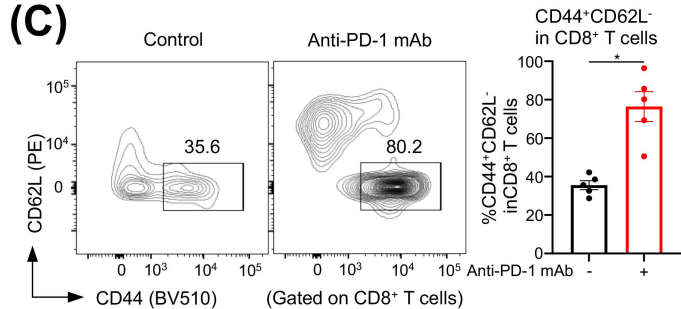 (C)
Control
Anti-PD-1 mAb
CD44⁺CD62L⁻
in CD8⁺ T cells
CD62L (PE)
10⁵
10⁴
0
35.6
80.2
0
10³
10⁴
10⁵
0
10³
10⁴
10⁵
CD44 (BV510)
(Gated on CD8⁺ T cells)
%CD44⁺CD62L⁻
inCD8⁺ T cells
100
80
60
40
20
0
*
Anti-PD-1 mAb - +